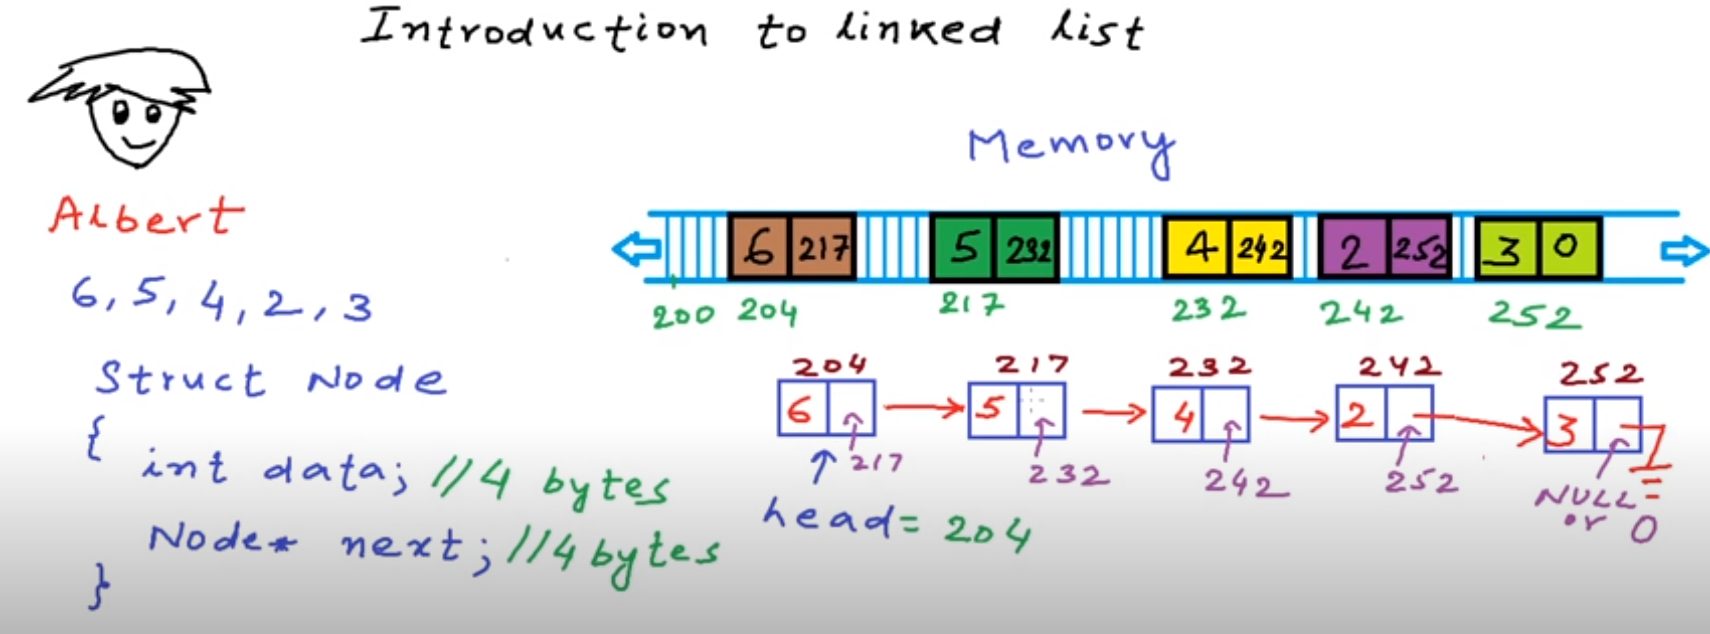 Introduction to linked list
Albert
6, 5, 4, 2, 3
Struct Node
{
int data; //4 bytes
Node* next; //4 bytes
}
Memory
6 217 5 232 4 242 2 252 3 0
200 204 217 232 242 252
204 217 232 242 252
6 5 4 2 3
217 232 242 252 NULL
or 0
head = 204